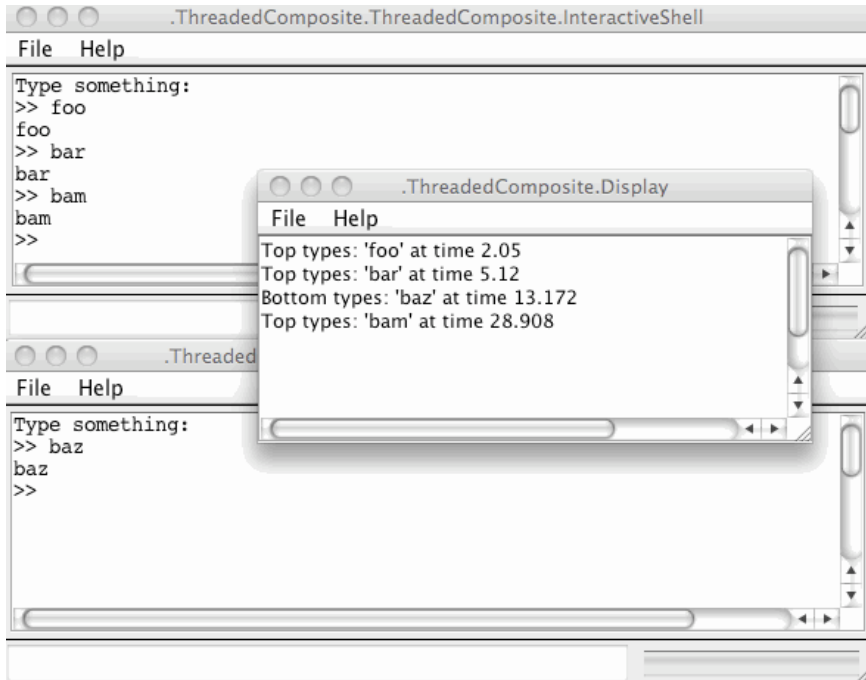 .ThreadedComposite.ThreadedComposite.InteractiveShell
File Help
Type something:
>> foo
foo
>> bar
bar
>> bam
bam
>>
.ThreadedComposite.Display
File Help
Top types: 'foo' at time 2.05
Top types: 'bar' at time 5.12
Bottom types: 'baz' at time 13.172
Top types: 'bam' at time 28.908
.Threaded
File Help
Type something:
>> baz
baz
>>